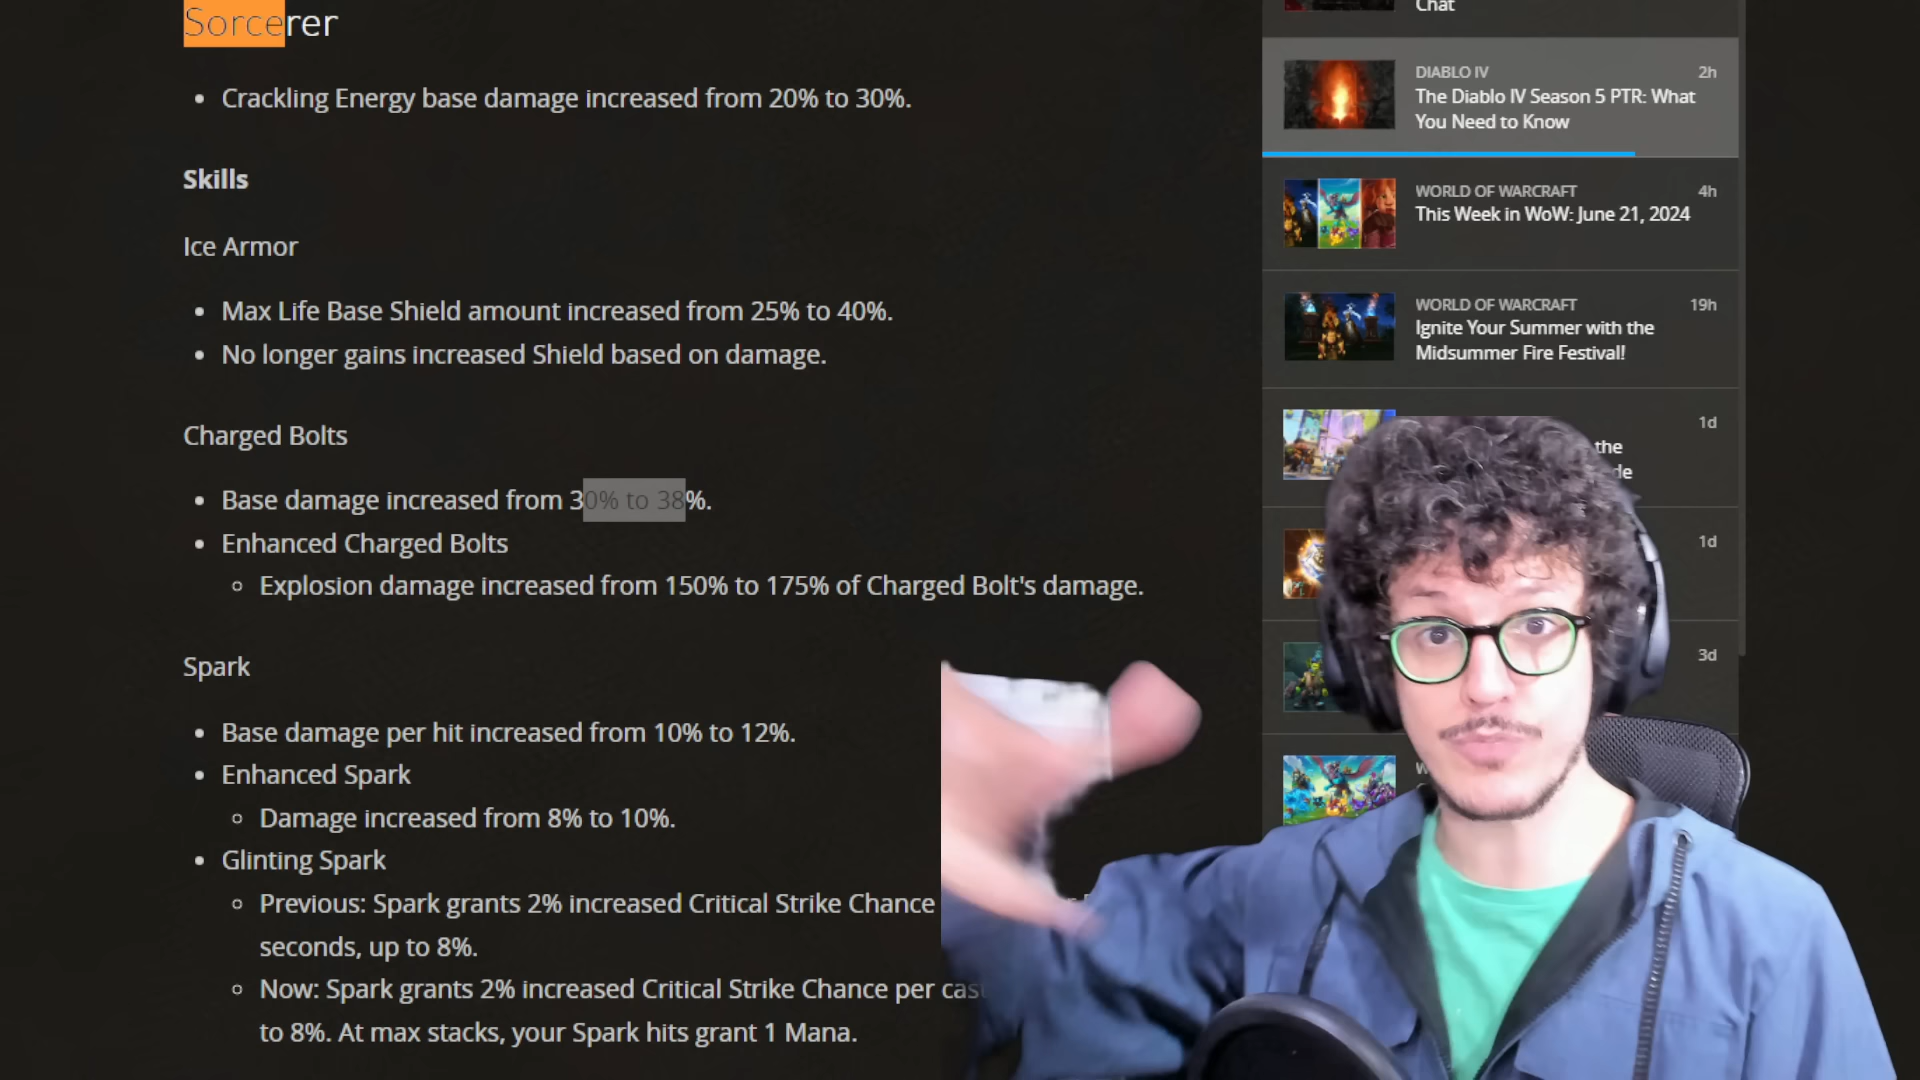 Sorcerer
Crackling Energy base damage increased from 20% to 30%.
Skills
Ice Armor
Max Life Base Shield amount increased from 25% to 40%.
No longer gains increased Shield based on damage.
Charged Bolts
Base damage increased from 30% to 38%.
Enhanced Charged Bolts
Explosion damage increased from 150% to 175% of Charged Bolt's damage.
Spark
Base damage per hit increased from 10% to 12%.
Enhanced Spark
Damage increased from 8% to 10%.
Glinting Spark
Previous: Spark grants 2% increased Critical Strike Chance
seconds, up to 8%.
Now: Spark grants 2% increased Critical Strike Chance per cast
to 8%. At max stacks, your Spark hits grant 1 Mana.
Chat
DIABLO IV 2h
The Diablo IV Season 5 PTR: What
You Need to Know
WORLD OF WARCRAFT 4h
This Week in WoW: June 21, 2024
WORLD OF WARCRAFT 19h
Ignite Your Summer with the
Midsummer Fire Festival!
1d
the
1d
3d